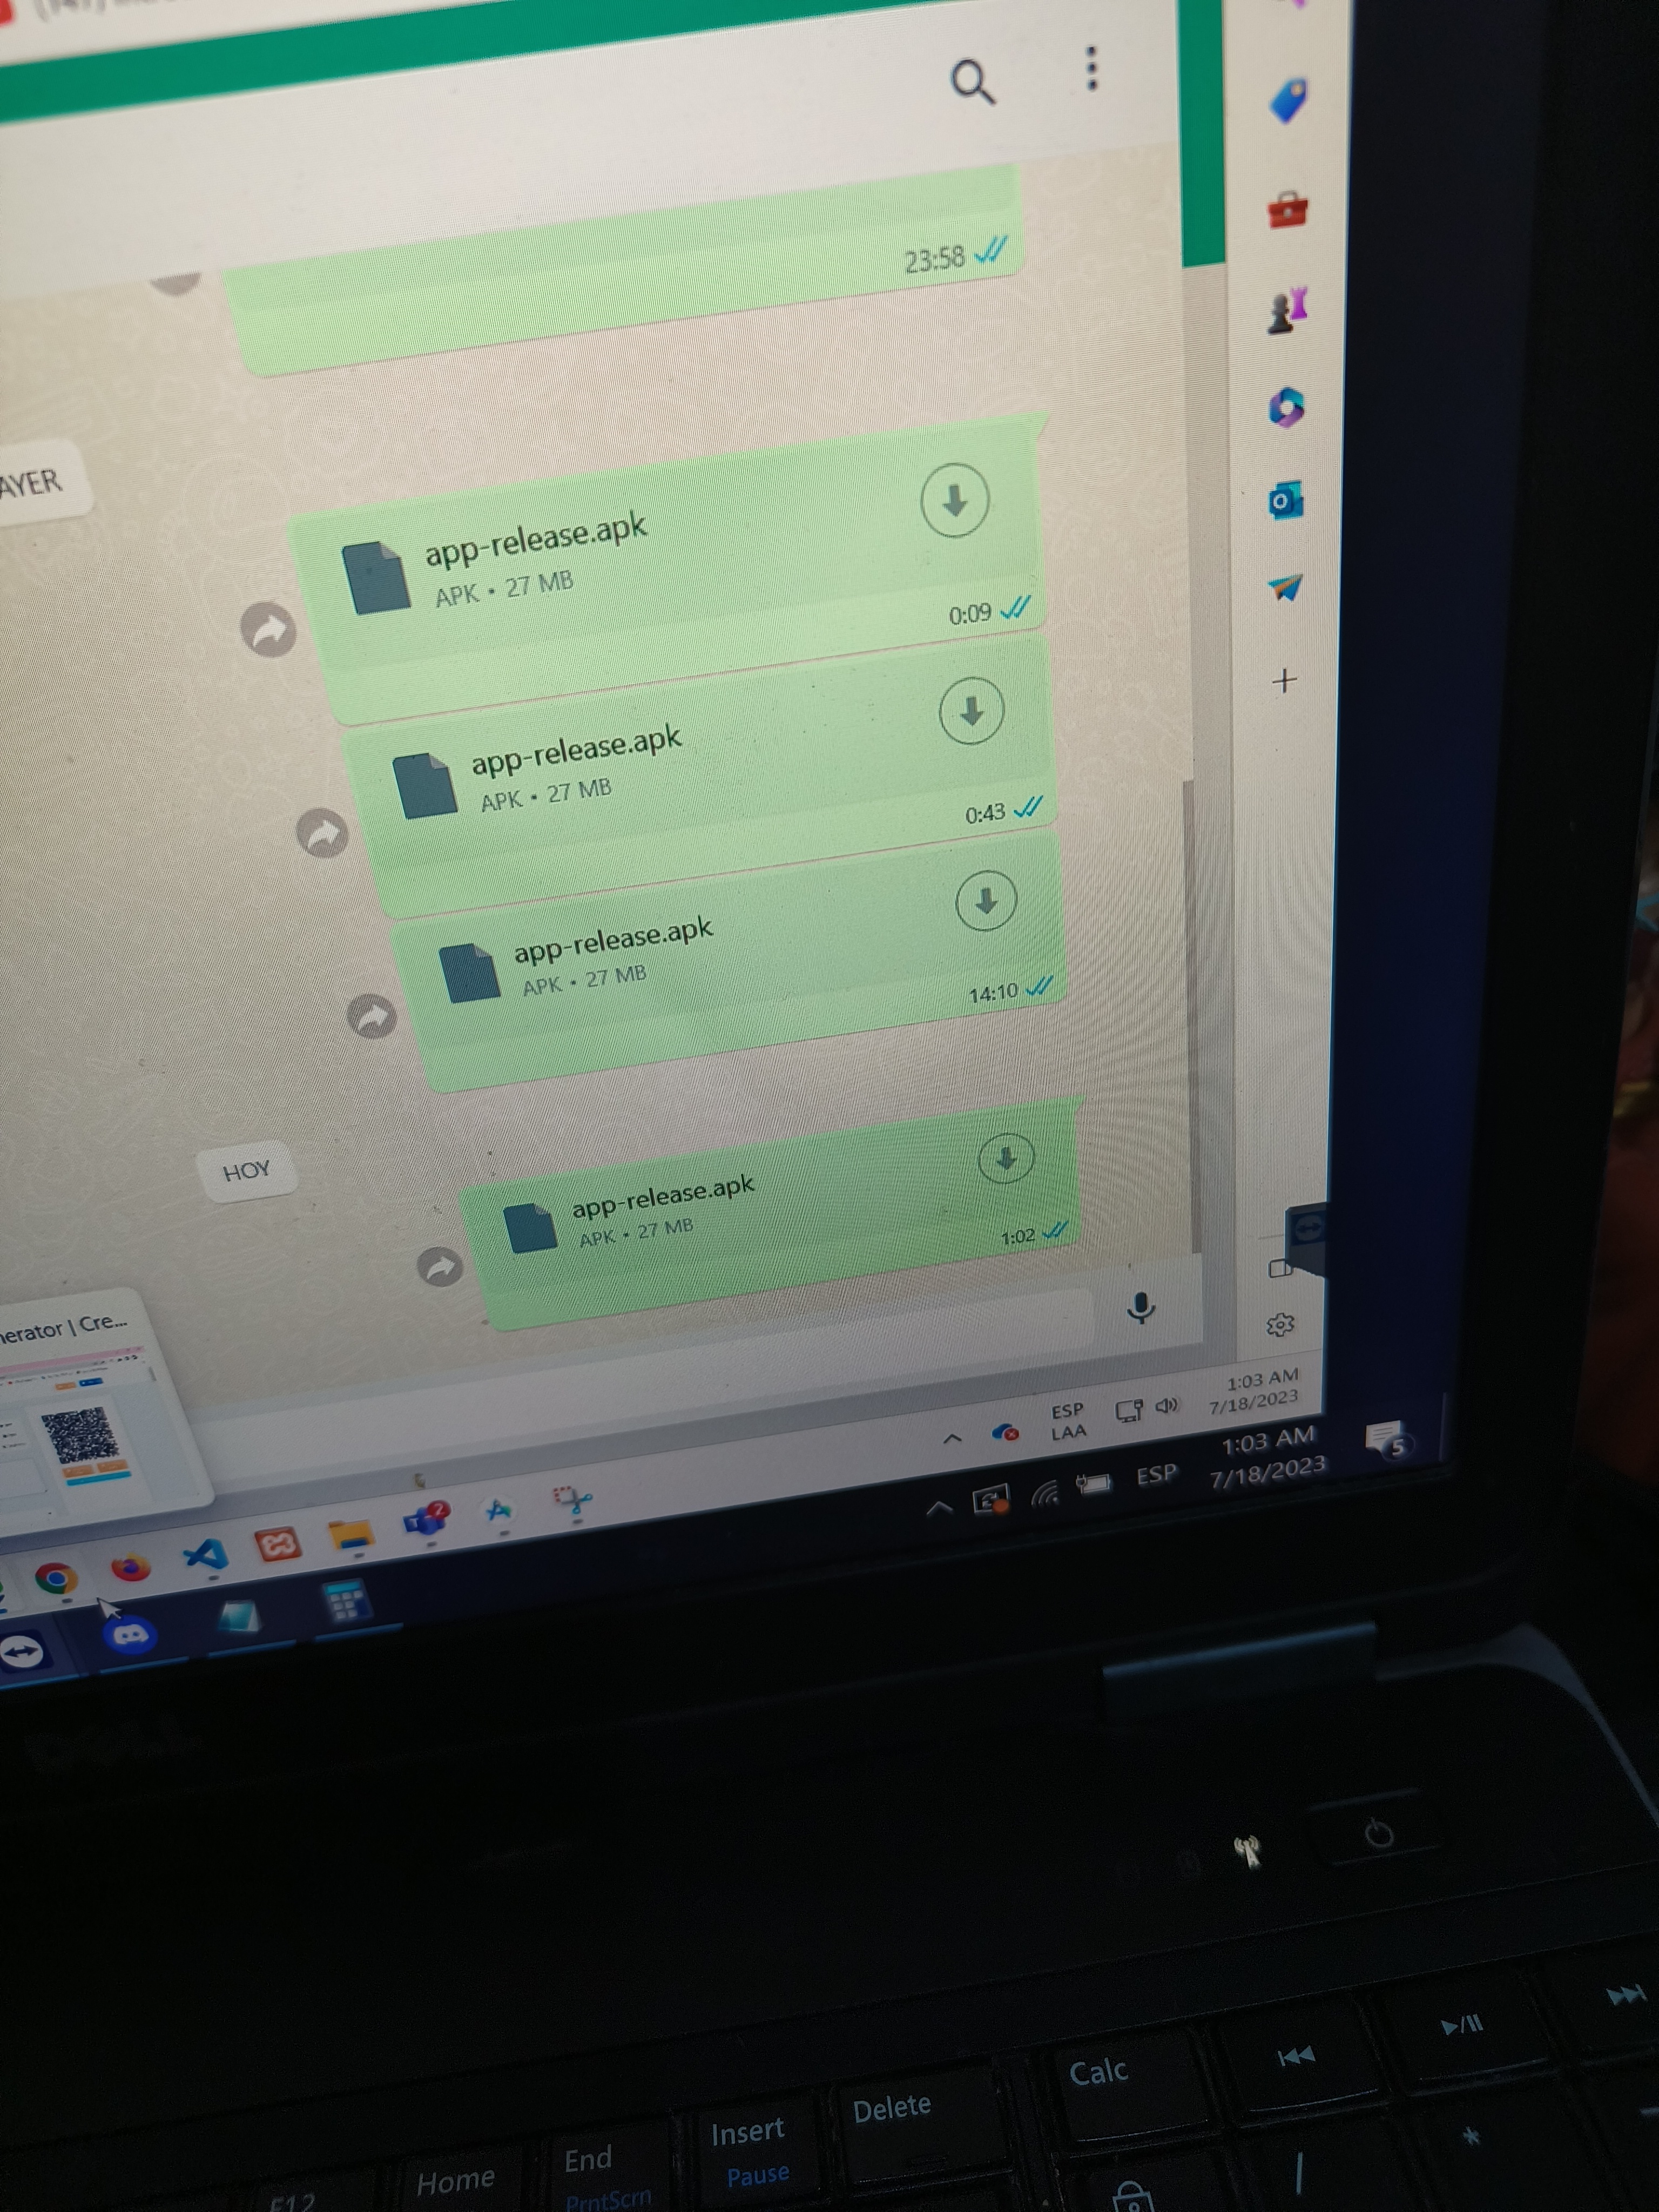 23:58
AYER
app-release.apk
APK • 27 MB
0:09
app-release.apk
APK • 27 MB
0:43
app-release.apk
APK • 27 MB
14:10
HOY
app-release.apk
APK • 27 MB
1:02
nerator | Cre...
ESP
LAA
1:03 AM
7/18/2023
2
ESP
1:03 AM
7/18/2023
5
DELL
Calc
Delete
Insert
Pause
End
PrntScrn
Home
F12
/
*